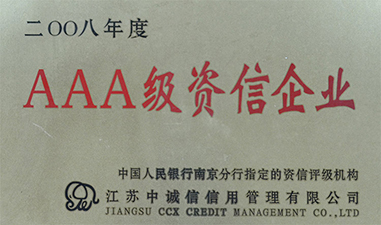 二〇〇八年度
AAA级资信企业
中国人民银行南京分行指定的资信评级机构
江苏中诚信信用管理有限公司
JIANGSU CCX CREDIT MANAGEMENT CO.,LTD